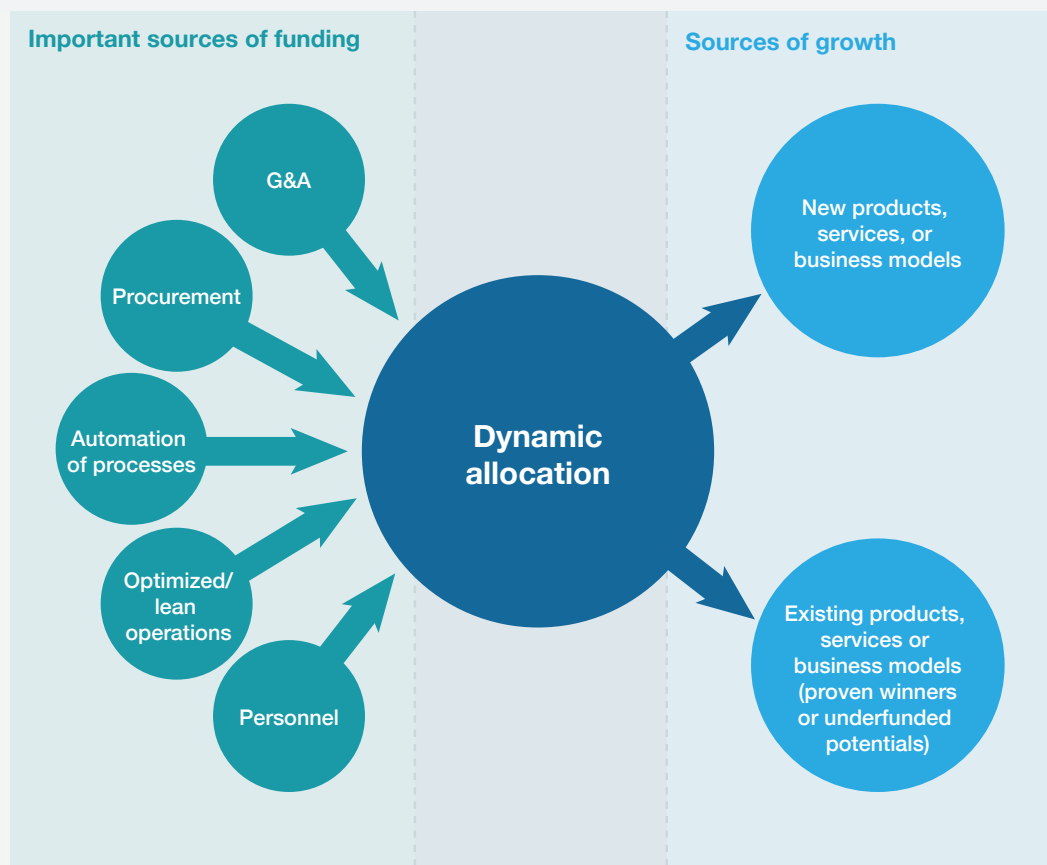 Important sources of funding
G&A
Procurement
Automation
of processes
Optimized/
lean
operations
Personnel
Dynamic
allocation
Sources of growth
New products,
services, or
business models
Existing products,
services or
business models
(proven winners
or underfunded
potentials)